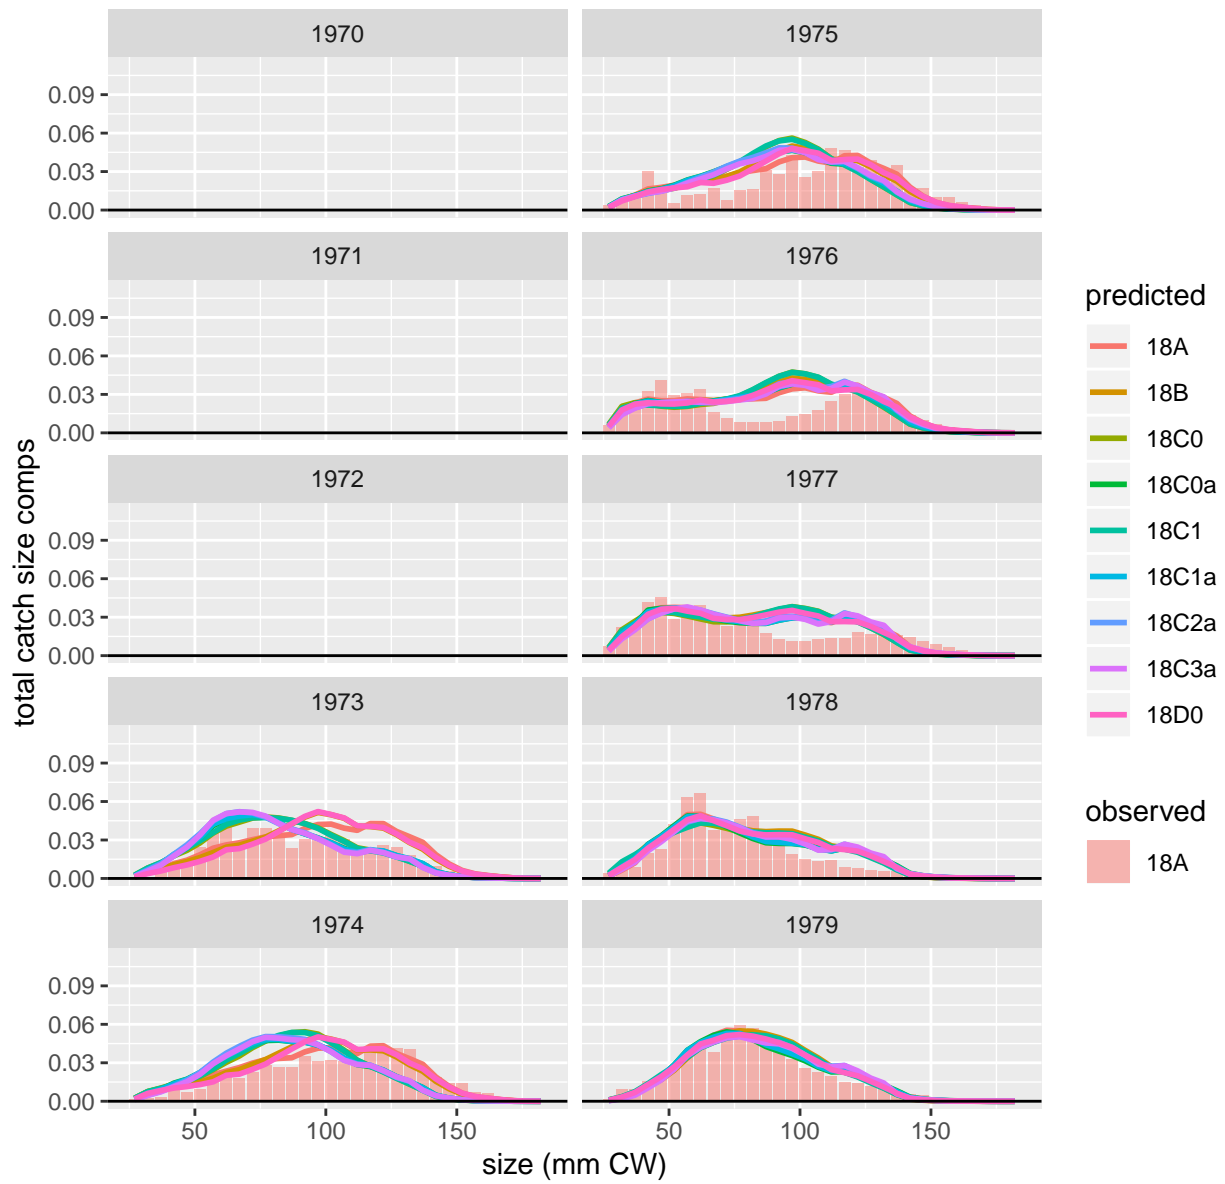 1970
1975
0.09
0.06
0.03
0.00
1971
1976
0.09
0.06
0.03
0.00
1972
1977
0.09
0.06
0.03
0.00
1973
1978
0.09
0.06
0.03
0.00
1974
1979
0.09
0.06
0.03
0.00
50
100
150
50
100
150
size (mm CW)
total catch size comps
predicted
18A
18B
18C0
18C0a
18C1
18C1a
18C2a
18C3a
18D0
observed
18A